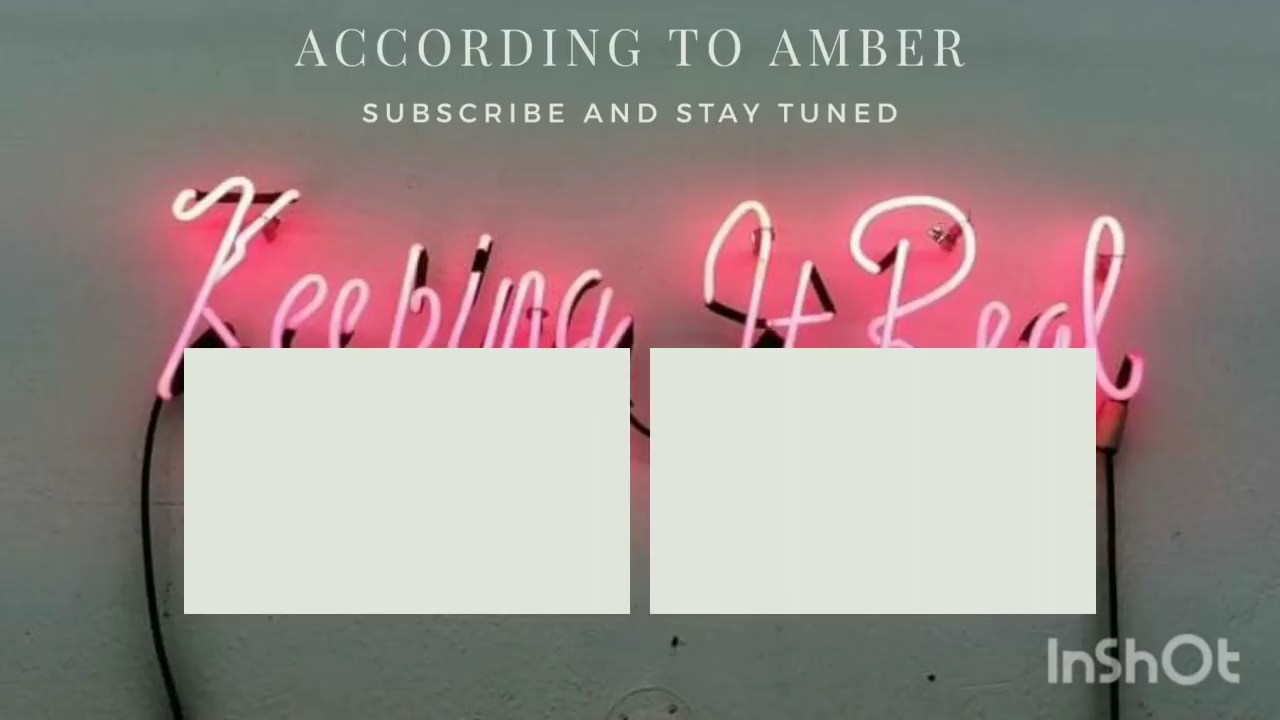 ACCORDING TO AMBER
SUBSCRIBE AND STAY TUNED
Keeping It Real
InShOt